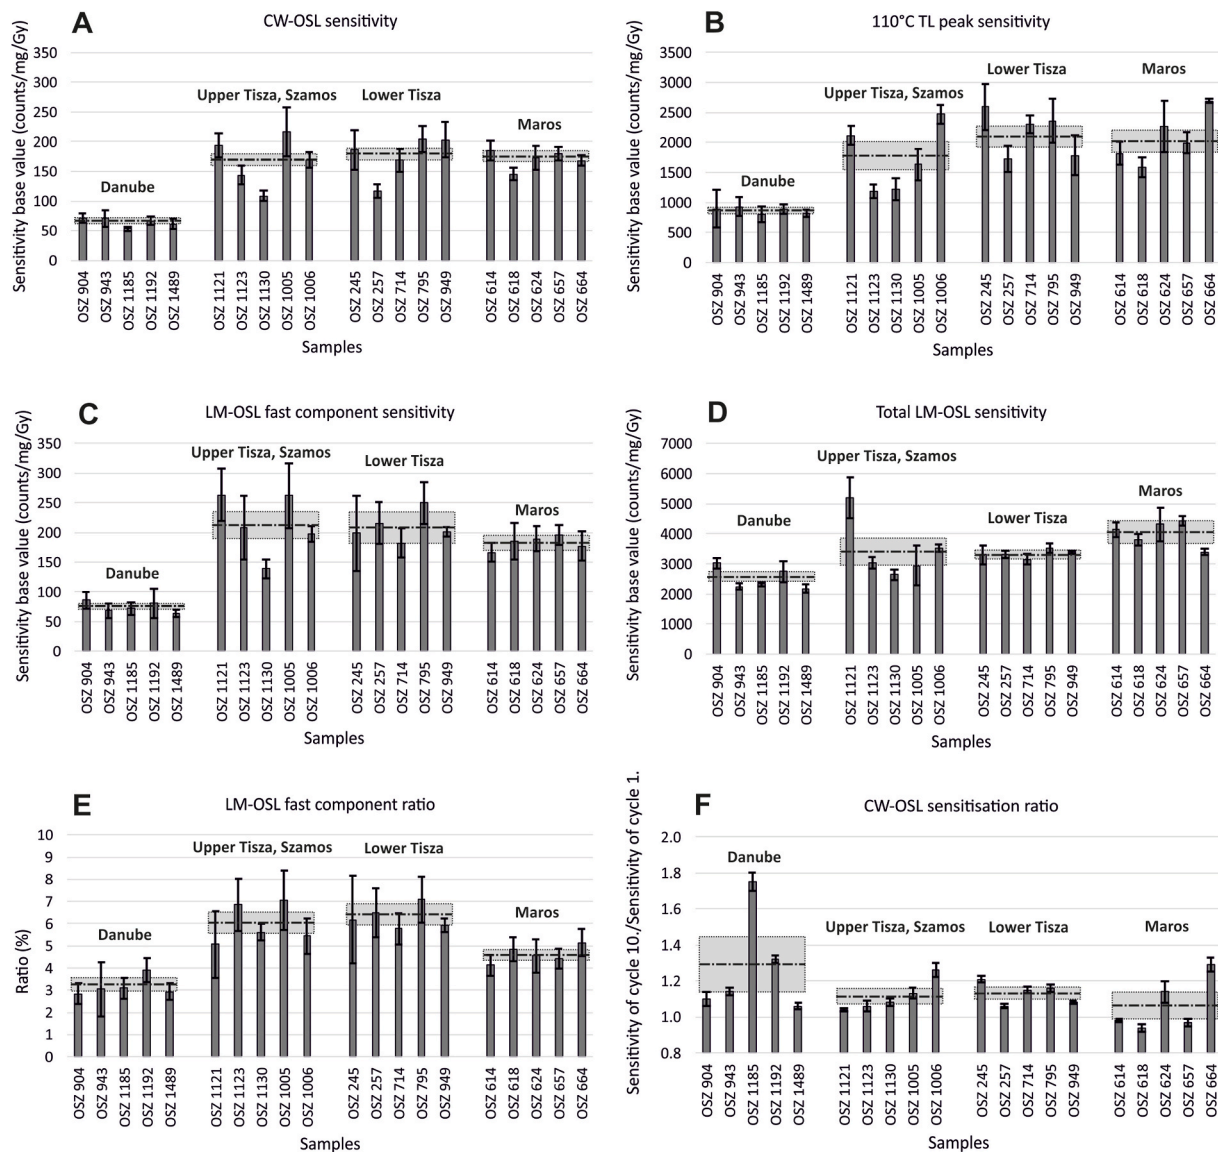 A
CW-OSL sensitivity
Sensitivity base value (counts/mg/Gy)
350
300
250
200
150
100
50
0
Danube
Upper Tisza, Szamos
Lower Tisza
Maros
OSZ 904
OSZ 943
OSZ 1185
OSZ 1192
OSZ 1489
OSZ 1121
OSZ 1123
OSZ 1130
OSZ 1005
OSZ 1006
OSZ 245
OSZ 257
OSZ 714
OSZ 795
OSZ 949
OSZ 614
OSZ 618
OSZ 624
OSZ 657
OSZ 664
Samples
B
110°C TL peak sensitivity
Sensitivity base value (counts/mg/Gy)
3500
3000
2500
2000
1500
1000
500
0
Danube
Upper Tisza, Szamos
Lower Tisza
Maros
OSZ 904
OSZ 943
OSZ 1185
OSZ 1192
OSZ 1489
OSZ 1121
OSZ 1123
OSZ 1130
OSZ 1005
OSZ 1006
OSZ 245
OSZ 257
OSZ 714
OSZ 795
OSZ 949
OSZ 614
OSZ 618
OSZ 624
OSZ 657
OSZ 664
Samples
C
LM-OSL fast component sensitivity
Sensitivity base value (counts/mg/Gy)
350
300
250
200
150
100
50
0
Danube
Upper Tisza, Szamos
Lower Tisza
Maros
OSZ 904
OSZ 943
OSZ 1185
OSZ 1192
OSZ 1489
OSZ 1121
OSZ 1123
OSZ 1130
OSZ 1005
OSZ 1006
OSZ 245
OSZ 257
OSZ 714
OSZ 795
OSZ 949
OSZ 614
OSZ 618
OSZ 624
OSZ 657
OSZ 664
Samples
D
Total LM-OSL sensitivity
Sensitivity base value (counts/mg/Gy)
7000
6000
5000
4000
3000
2000
1000
0
Danube
Upper Tisza, Szamos
Lower Tisza
Maros
OSZ 904
OSZ 943
OSZ 1185
OSZ 1192
OSZ 1489
OSZ 1121
OSZ 1123
OSZ 1130
OSZ 1005
OSZ 1006
OSZ 245
OSZ 257
OSZ 714
OSZ 795
OSZ 949
OSZ 614
OSZ 618
OSZ 624
OSZ 657
OSZ 664
Samples
E
LM-OSL fast component ratio
Ratio (%)
10
9
8
7
6
5
4
3
2
1
0
Danube
Upper Tisza, Szamos
Lower Tisza
Maros
OSZ 904
OSZ 943
OSZ 1185
OSZ 1192
OSZ 1489
OSZ 1121
OSZ 1123
OSZ 1130
OSZ 1005
OSZ 1006
OSZ 245
OSZ 257
OSZ 714
OSZ 795
OSZ 949
OSZ 614
OSZ 618
OSZ 624
OSZ 657
OSZ 664
Samples
F
CW-OSL sensitisation ratio
Sensitivity of cycle 10./Sensitivity of cycle 1.
2.0
1.8
1.6
1.4
1.2
1.0
0.8
Danube
Upper Tisza, Szamos
Lower Tisza
Maros
OSZ 904
OSZ 943
OSZ 1185
OSZ 1192
OSZ 1489
OSZ 1121
OSZ 1123
OSZ 1130
OSZ 1005
OSZ 1006
OSZ 245
OSZ 257
OSZ 714
OSZ 795
OSZ 949
OSZ 614
OSZ 618
OSZ 624
OSZ 657
OSZ 664
Samples